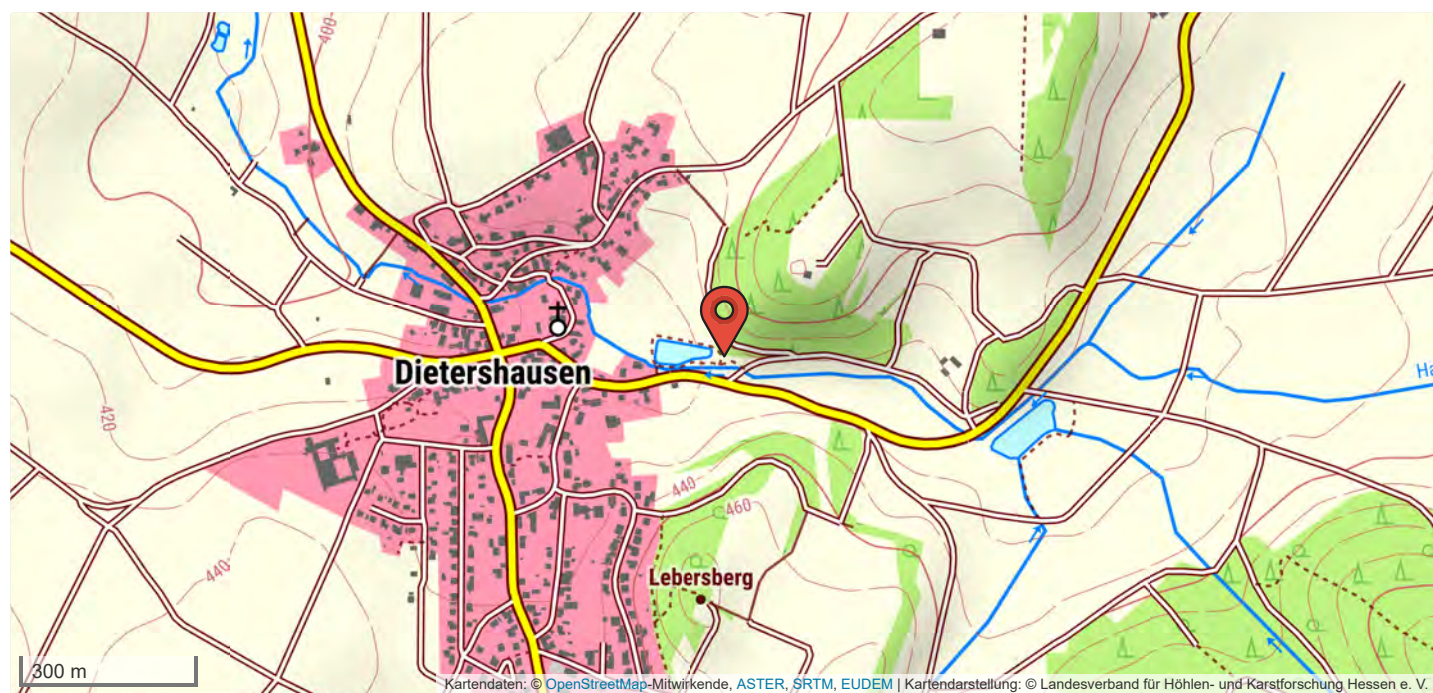 400
Dietershausen
Ha
420
440
460
440
Lebersberg
300 m
Kartendaten: © OpenStreetMap-Mitwirkende, ASTER, SRTM, EUDEM | Kartendarstellung: © Landesverband für Höhlen- und Karstforschung Hessen e. V.